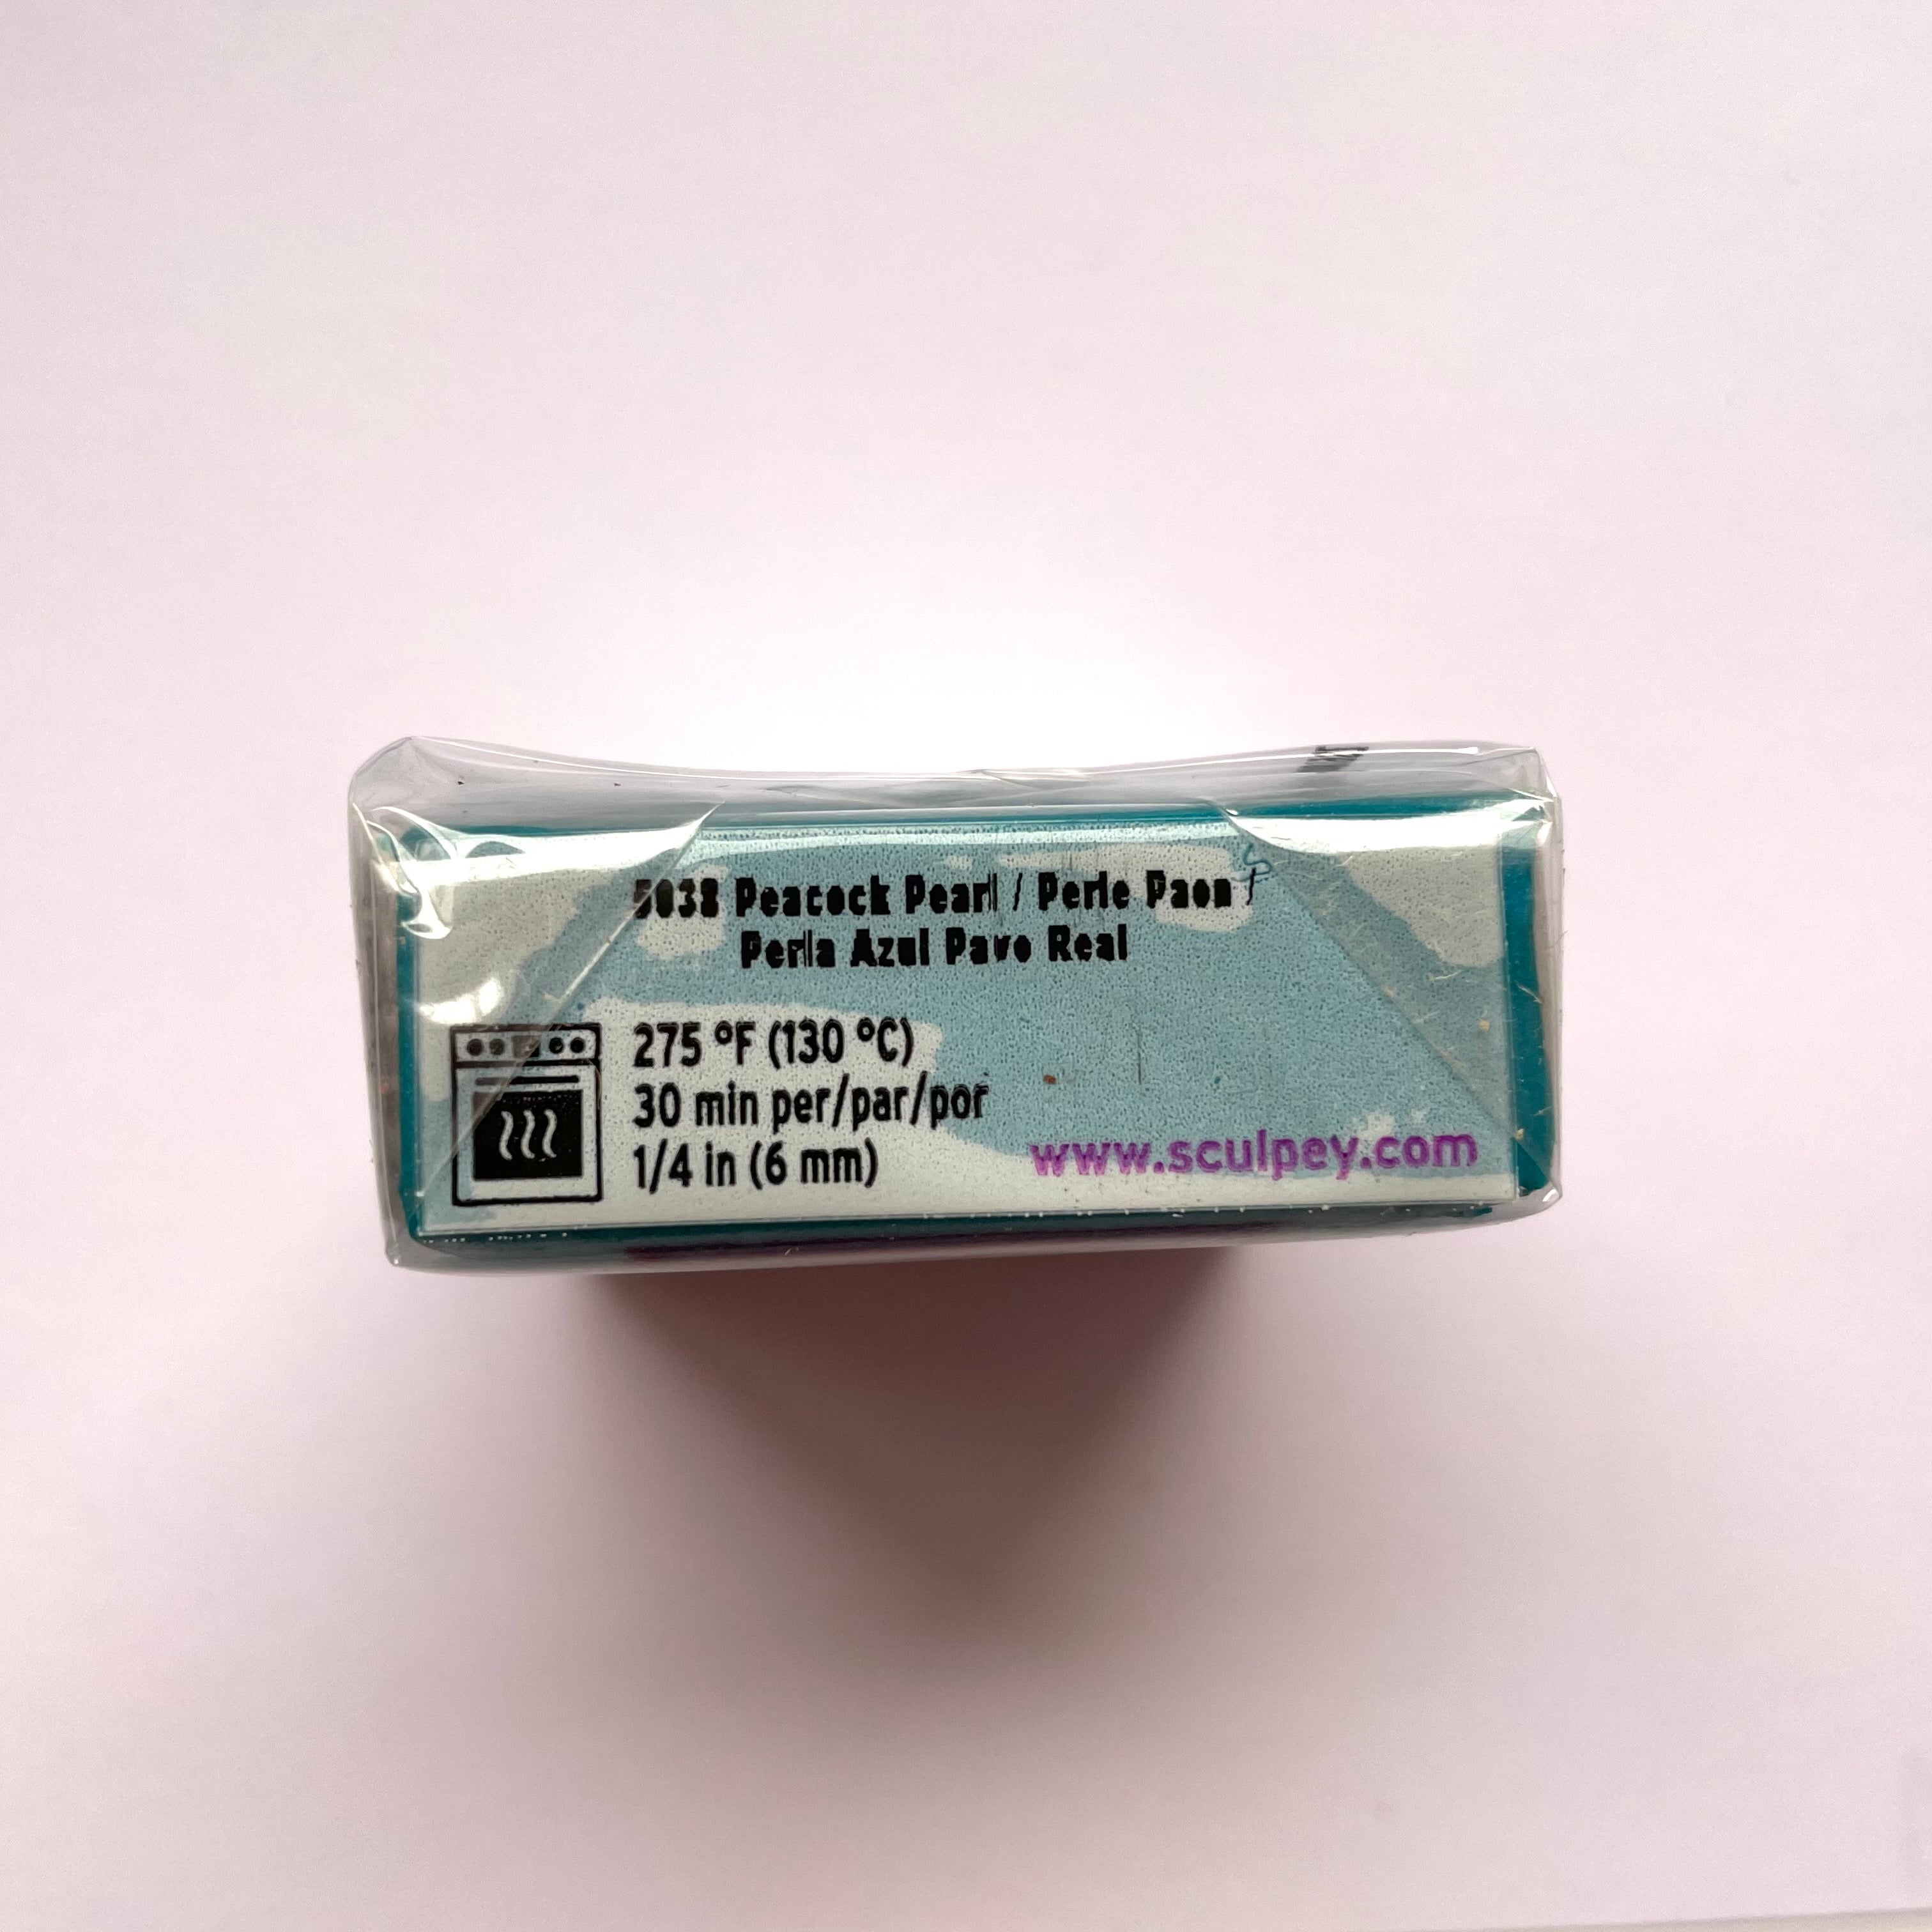 5038 Peacock Pearl / Perle Paon /
Perla Azul Pavo Real
275 °F (130 °C)
30 min per/par/por
1/4 in (6 mm)
www.sculpey.com